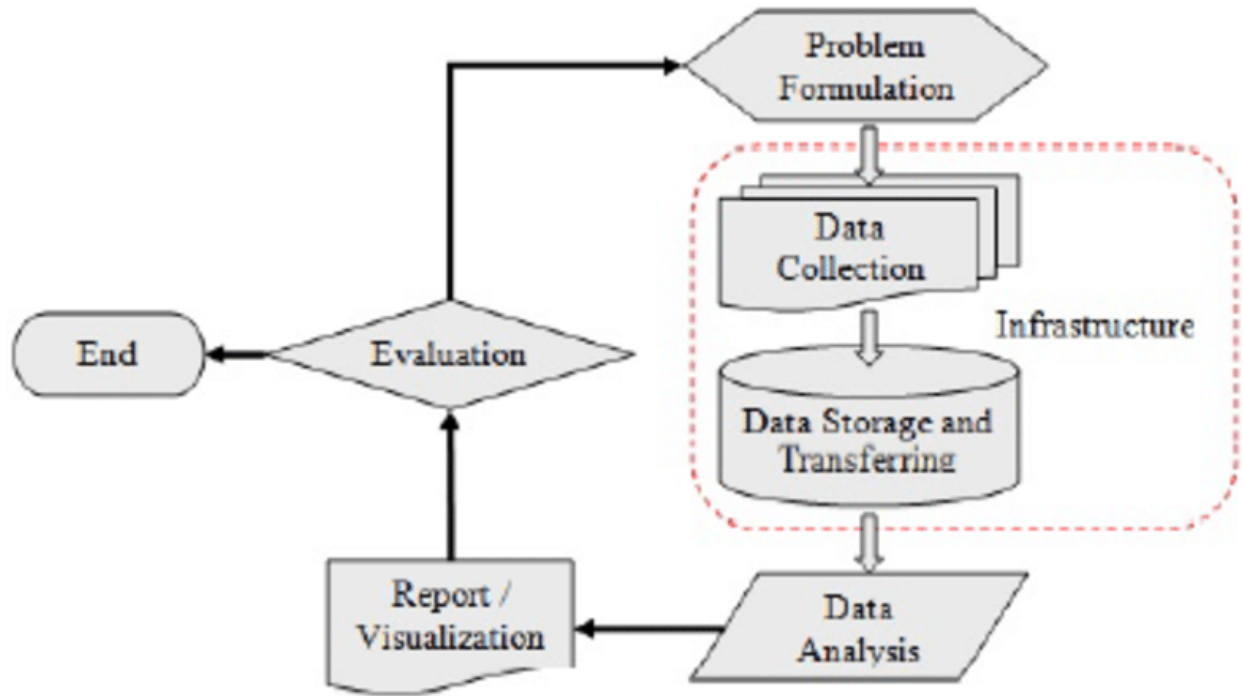 Problem
Formulation
Data
Collection
Infrastructure
Data Storage and
Transferring
Data
Analysis
Report /
Visualization
Evaluation
End